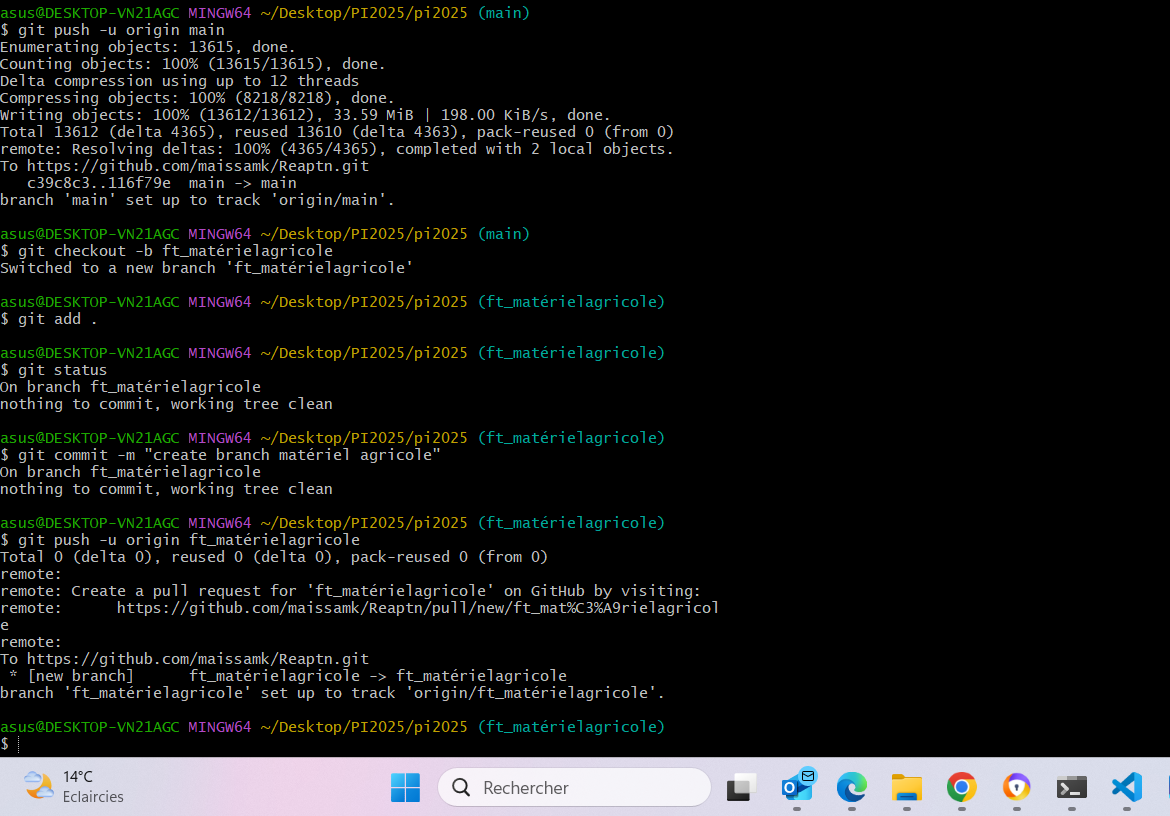 asus@DESKTOP-VN21AGC MINGW64 ~/Desktop/PI2025/pi2025 (main)
$ git push -u origin main
Enumerating objects: 13615, done.
Counting objects: 100% (13615/13615), done.
Delta compression using up to 12 threads
Compressing objects: 100% (8218/8218), done.
Writing objects: 100% (13612/13612), 33.59 MiB | 198.00 KiB/s, done.
Total 13612 (delta 4365), reused 13610 (delta 4363), pack-reused 0 (from 0)
remote: Resolving deltas: 100% (4365/4365), completed with 2 local objects.
To https://github.com/maissamk/Reaptn.git
   c39c8c3..116f79e  main -> main
branch 'main' set up to track 'origin/main'.

asus@DESKTOP-VN21AGC MINGW64 ~/Desktop/PI2025/pi2025 (main)
$ git checkout -b ft_matérielagricole
Switched to a new branch 'ft_matérielagricole'

asus@DESKTOP-VN21AGC MINGW64 ~/Desktop/PI2025/pi2025 (ft_matérielagricole)
$ git add .

asus@DESKTOP-VN21AGC MINGW64 ~/Desktop/PI2025/pi2025 (ft_matérielagricole)
$ git status
On branch ft_matérielagricole
nothing to commit, working tree clean

asus@DESKTOP-VN21AGC MINGW64 ~/Desktop/PI2025/pi2025 (ft_matérielagricole)
$ git commit -m "create branch matériel agricole"
On branch ft_matérielagricole
nothing to commit, working tree clean

asus@DESKTOP-VN21AGC MINGW64 ~/Desktop/PI2025/pi2025 (ft_matérielagricole)
$ git push -u origin ft_matérielagricole
Total 0 (delta 0), reused 0 (delta 0), pack-reused 0 (from 0)
remote:
remote: Create a pull request for 'ft_matérielagricole' on GitHub by visiting:
remote:      https://github.com/maissamk/Reaptn/pull/new/ft_mat%C3%A9rielagricol
e
remote:
To https://github.com/maissamk/Reaptn.git
 * [new branch]      ft_matérielagricole -> ft_matérielagricole
branch 'ft_matérielagricole' set up to track 'origin/ft_matérielagricole'.

asus@DESKTOP-VN21AGC MINGW64 ~/Desktop/PI2025/pi2025 (ft_matérielagricole)
$
14°C
Eclaircies
Rechercher